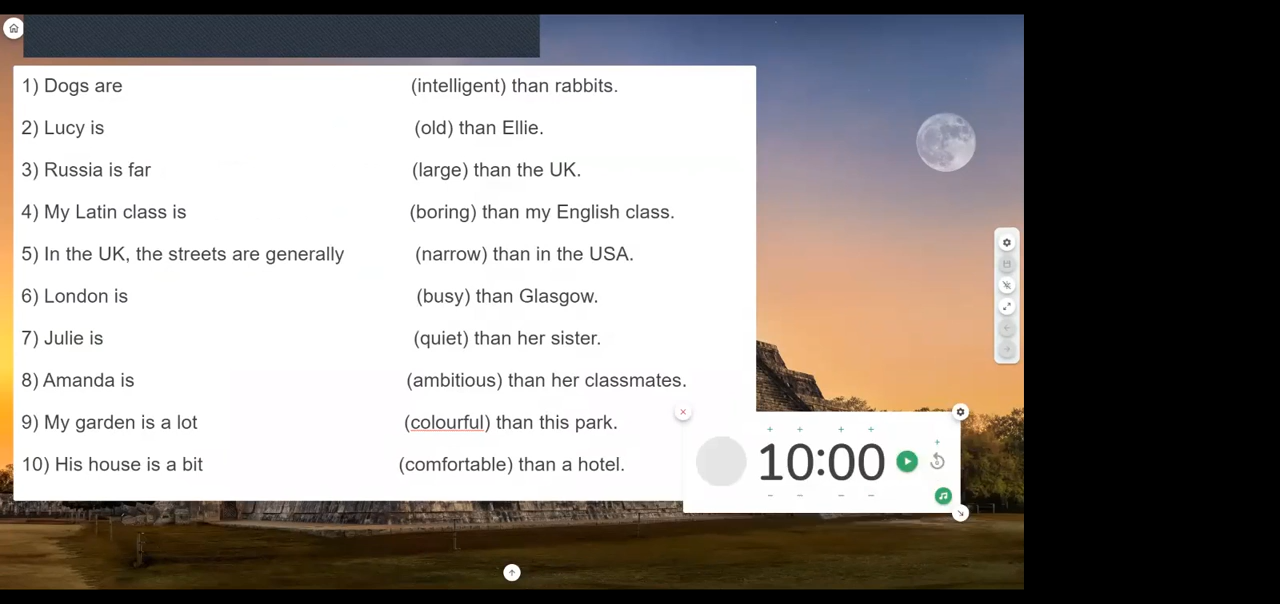 1) Dogs are (intelligent) than rabbits.
2) Lucy is (old) than Ellie.
3) Russia is far (large) than the UK.
4) My Latin class is (boring) than my English class.
5) In the UK, the streets are generally (narrow) than in the USA.
6) London is (busy) than Glasgow.
7) Julie is (quiet) than her sister.
8) Amanda is (ambitious) than her classmates.
9) My garden is a lot (colourful) than this park.
10) His house is a bit (comfortable) than a hotel.
10:00